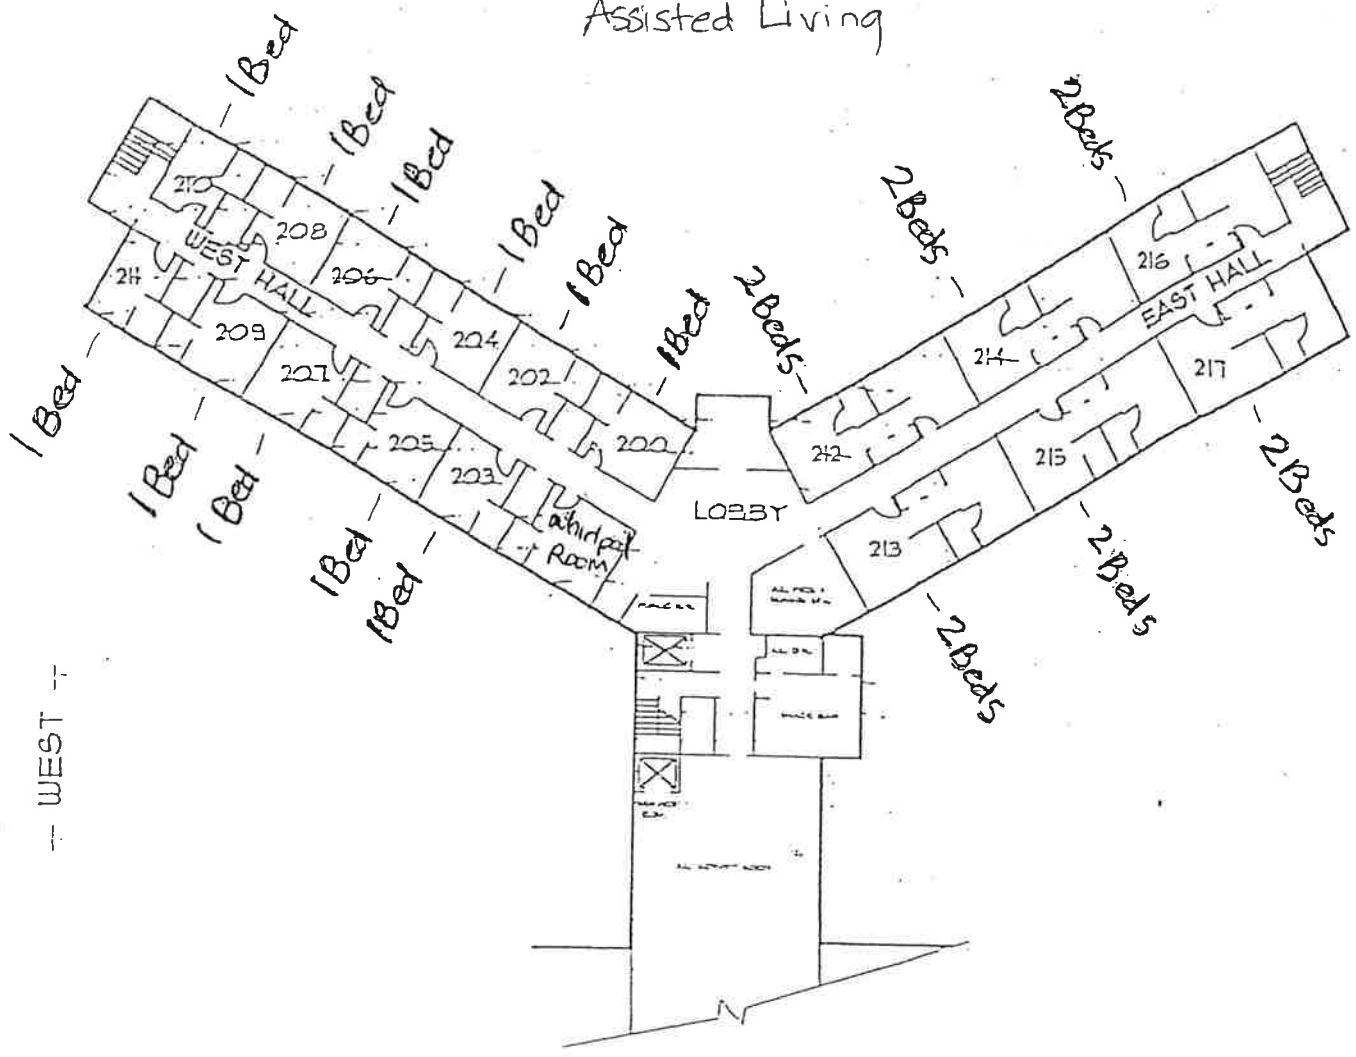 Assisted Living
1 Bed
1 Bed
1 Bed
1 Bed
1 Bed
1 Bed
2 Beds
2 Beds
2 Beds
210
208
206
204
202
200
WEST HALL
211
209
207
205
203
Room
1 Bed
1 Bed
1 Bed
1 Bed
1 Bed
LOBBY
212
214
216
EAST HALL
213
215
217
2 Beds
2 Beds
2 Beds
WEST
N